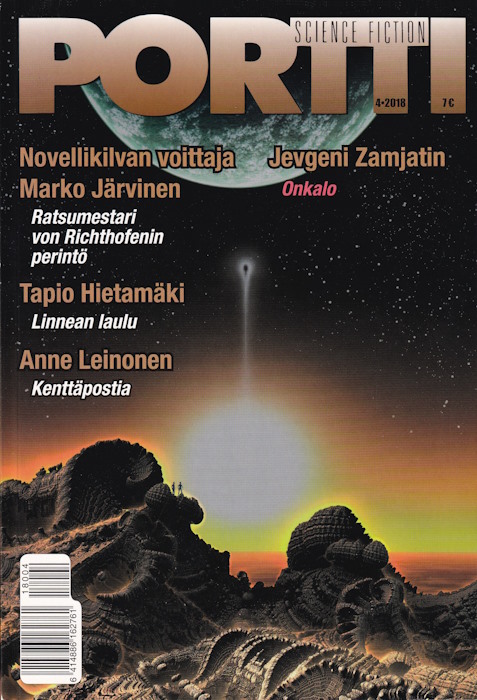 PORTTI
SCIENCE FICTION
4•2018 7 €
Novellikilvan voittaja
Marko Järvinen
Ratsumestari
von Richthofenin
perintö
Tapio Hietamäki
Linnean laulu
Anne Leinonen
Kenttäpostia
Jevgeni Zamjatin
Onkalo
18004
6 414886 162761